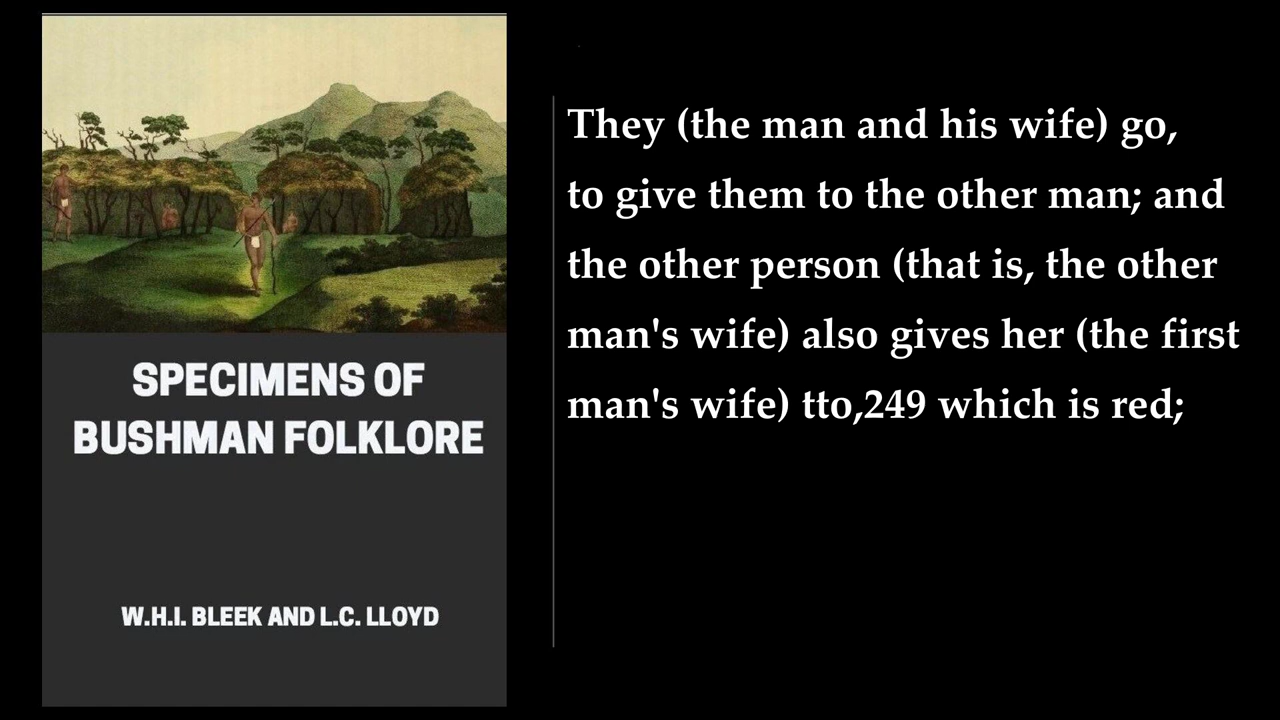 SPECIMENS OF
BUSHMAN FOLKLORE
W.H.I. BLEEK AND L.C. LLOYD
They (the man and his wife) go,
to give them to the other man; and
the other person (that is, the other
man's wife) also gives her (the first
man's wife) tto,249 which is red;